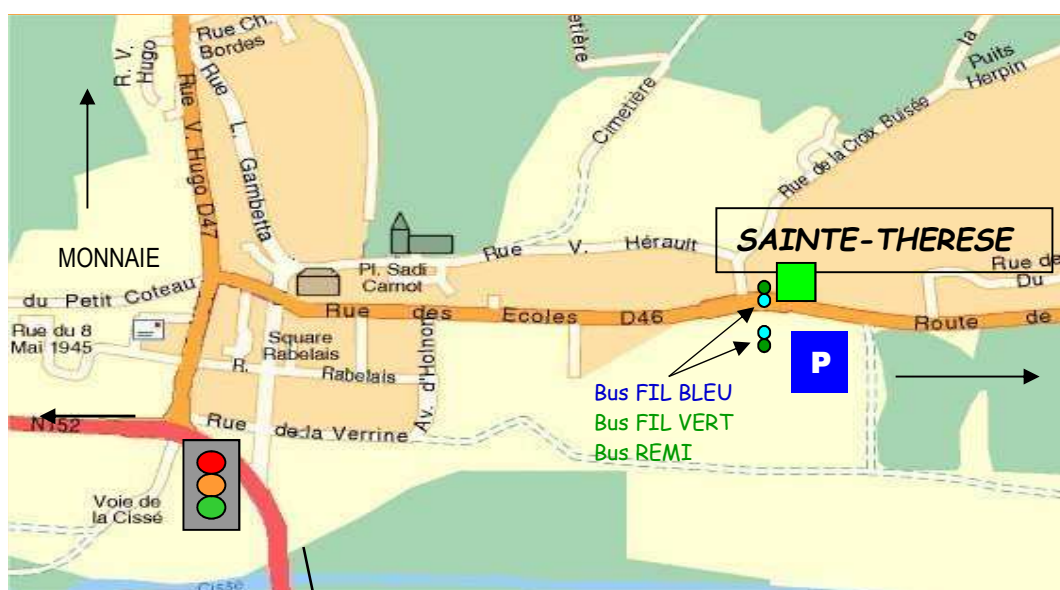 Rue Ch.
Bordes
R. V.
Hugo
Rue V. Hugo D47
Rue L. Gambetta
etière
Cimetière
la
Puits
Herpin
Rue de la Croix Buisée
MONNAIE
du Petit Coteau
Pl. Sadi
Carnot
Rue V. Hérault
SAINTE-THERESE
Rue de
Du
Rue des Ecoles D46
Route de
Rue du 8
Mai 1945
Square
Rabelais
R. Rabelais
Av. d'Holnon
P
Bus FIL BLEU
Bus FIL VERT
Bus REMI
N152
Rue de la Verrine
Voie de
la Cissé
Cisse